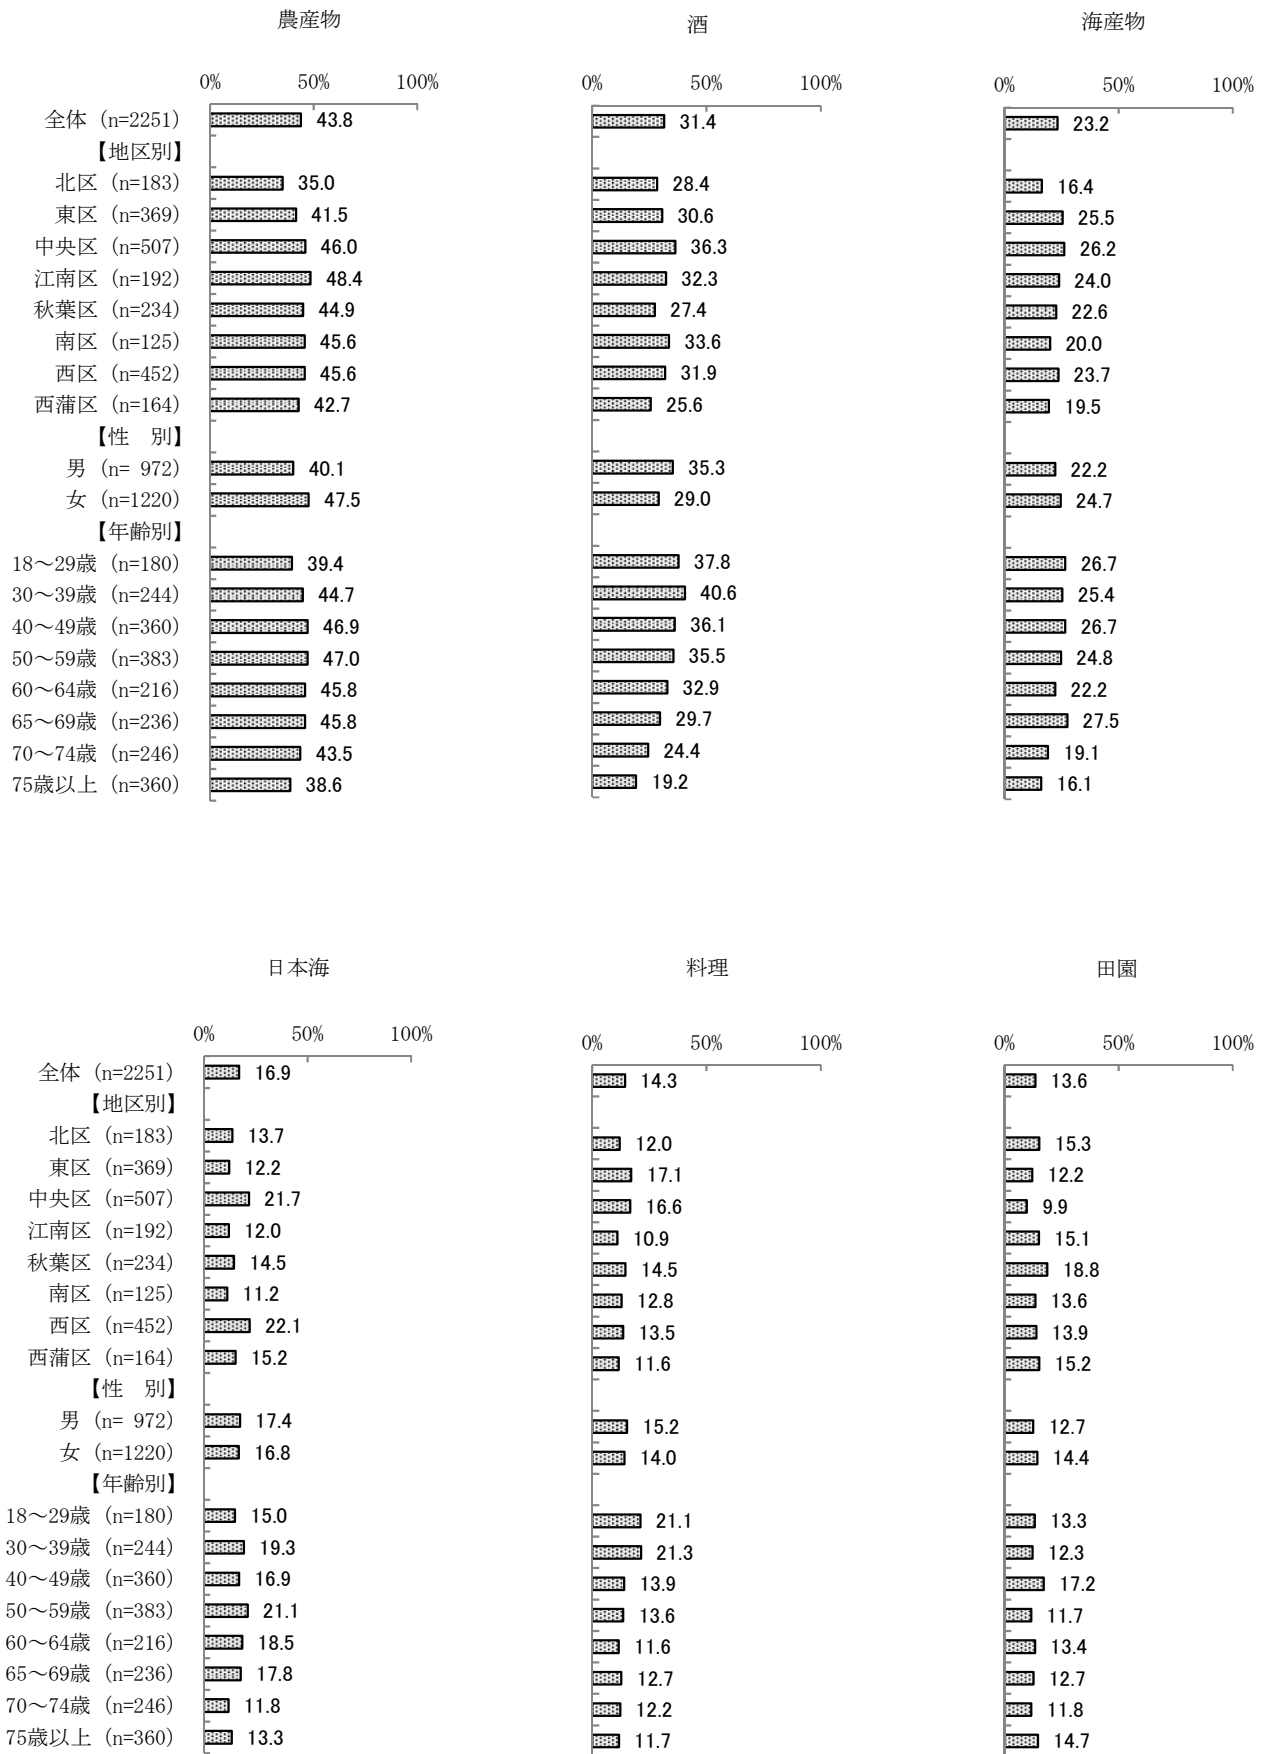 農産物 酒 海産物
0% 50% 100% 0% 50% 100% 0% 50% 100%
全体 (n=2251) 43.8 31.4 23.2
【地区別】
北区 (n=183) 35.0 28.4 16.4
東区 (n=369) 41.5 30.6 25.5
中央区 (n=507) 46.0 36.3 26.2
江南区 (n=192) 48.4 32.3 24.0
秋葉区 (n=234) 44.9 27.4 22.6
南区 (n=125) 45.6 33.6 20.0
西区 (n=452) 45.6 31.9 23.7
西蒲区 (n=164) 42.7 25.6 19.5
【性　別】
男 (n= 972) 40.1 35.3 22.2
女 (n=1220) 47.5 29.0 24.7
【年齢別】
18～29歳 (n=180) 39.4 37.8 26.7
30～39歳 (n=244) 44.7 40.6 25.4
40～49歳 (n=360) 46.9 36.1 26.7
50～59歳 (n=383) 47.0 35.5 24.8
60～64歳 (n=216) 45.8 32.9 22.2
65～69歳 (n=236) 45.8 29.7 27.5
70～74歳 (n=246) 43.5 24.4 19.1
75歳以上 (n=360) 38.6 19.2 16.1
日本海 料理 田園
0% 50% 100% 0% 50% 100% 0% 50% 100%
全体 (n=2251) 16.9 14.3 13.6
【地区別】
北区 (n=183) 13.7 12.0 15.3
東区 (n=369) 12.2 17.1 12.2
中央区 (n=507) 21.7 16.6 9.9
江南区 (n=192) 12.0 10.9 15.1
秋葉区 (n=234) 14.5 14.5 18.8
南区 (n=125) 11.2 12.8 13.6
西区 (n=452) 22.1 13.5 13.9
西蒲区 (n=164) 15.2 11.6 15.2
【性　別】
男 (n= 972) 17.4 15.2 12.7
女 (n=1220) 16.8 14.0 14.4
【年齢別】
18～29歳 (n=180) 15.0 21.1 13.3
30～39歳 (n=244) 19.3 21.3 12.3
40～49歳 (n=360) 16.9 13.9 17.2
50～59歳 (n=383) 21.1 13.6 11.7
60～64歳 (n=216) 18.5 11.6 13.4
65～69歳 (n=236) 17.8 12.7 12.7
70～74歳 (n=246) 11.8 12.2 11.8
75歳以上 (n=360) 13.3 11.7 14.7